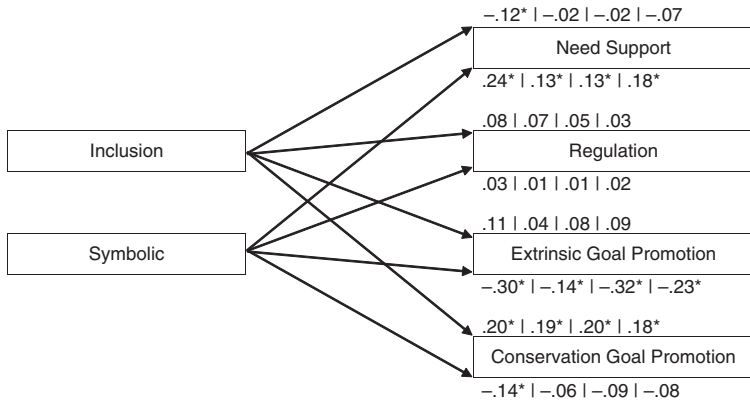 –.12* | –.02 | –.02 | –.07
Need Support
.24* | .13* | .13* | .18*
.08 | .07 | .05 | .03
Inclusion
Regulation
.03 | .01 | .01 | .02
.11 | .04 | .08 | .09
Symbolic
Extrinsic Goal Promotion
–.30* | –.14* | –.32* | –.23*
.20* | .19* | .20* | .18*
Conservation Goal Promotion
–.14* | –.06 | –.09 | –.08